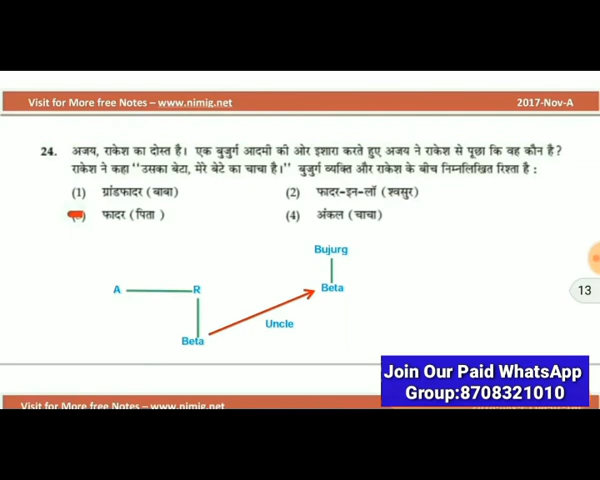 Visit for More free Notes – www.nimig.net 2017-Nov-A
24. अजय, राकेश का दोस्त है। एक बुजुर्ग आदमी की ओर इशारा करते हुए अजय ने राकेश से पूछा कि वह कौन है?
राकेश ने कहा "उसका बेटा, मेरे बेटे का चाचा है।" बुजुर्ग व्यक्ति और राकेश के बीच निम्नलिखित रिश्ता है :
(1) ग्रांडफादर (बाबा) (2) फादर-इन-लॉ (श्वसुर)
फादर (पिता) (4) अंकल (चाचा)
Bujurg
A R Beta
13
Uncle
Beta
Join Our Paid WhatsApp
Group:8708321010
Visit for More free Notes – www.nimig.net